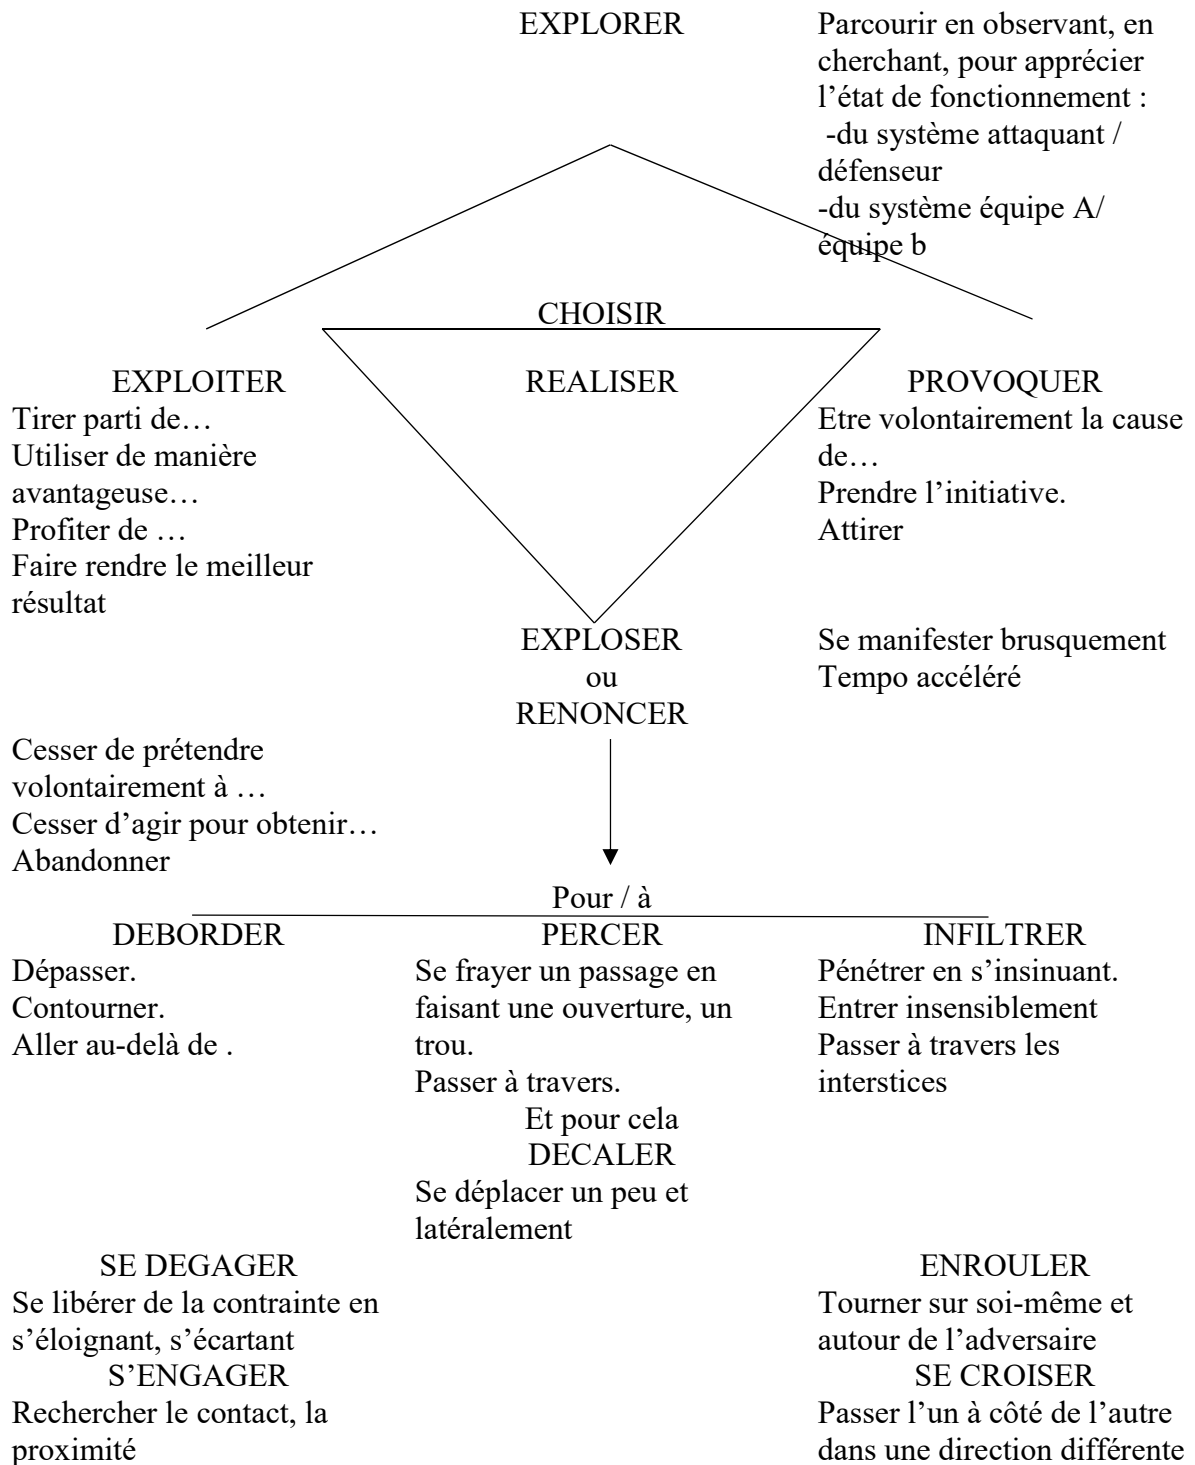 EXPLORER
Parcourir en observant, en
cherchant, pour apprécier
l’état de fonctionnement :
-du système attaquant /
défenseur
-du système équipe A/
équipe b
CHOISIR
EXPLOITER
Tirer parti de…
Utiliser de manière
avantageuse…
Profiter de …
Faire rendre le meilleur
résultat
REALISER
PROVOQUER
Etre volontairement la cause
de…
Prendre l’initiative.
Attirer
EXPLOSER
ou
RENONCER
Se manifester brusquement
Tempo accéléré
Cesser de prétendre
volontairement à …
Cesser d’agir pour obtenir…
Abandonner
Pour / à
DEBORDER
Dépasser.
Contourner.
Aller au-delà de .
PERCER
Se frayer un passage en
faisant une ouverture, un
trou.
Passer à travers.
Et pour cela
DECALER
Se déplacer un peu et
latéralement
INFILTRER
Pénétrer en s’insinuant.
Entrer insensiblement
Passer à travers les
interstices
SE DEGAGER
Se libérer de la contrainte en
s’éloignant, s’écartant
S’ENGAGER
Rechercher le contact, la
proximité
ENROULER
Tourner sur soi-même et
autour de l’adversaire
SE CROISER
Passer l’un à côté de l’autre
dans une direction différente